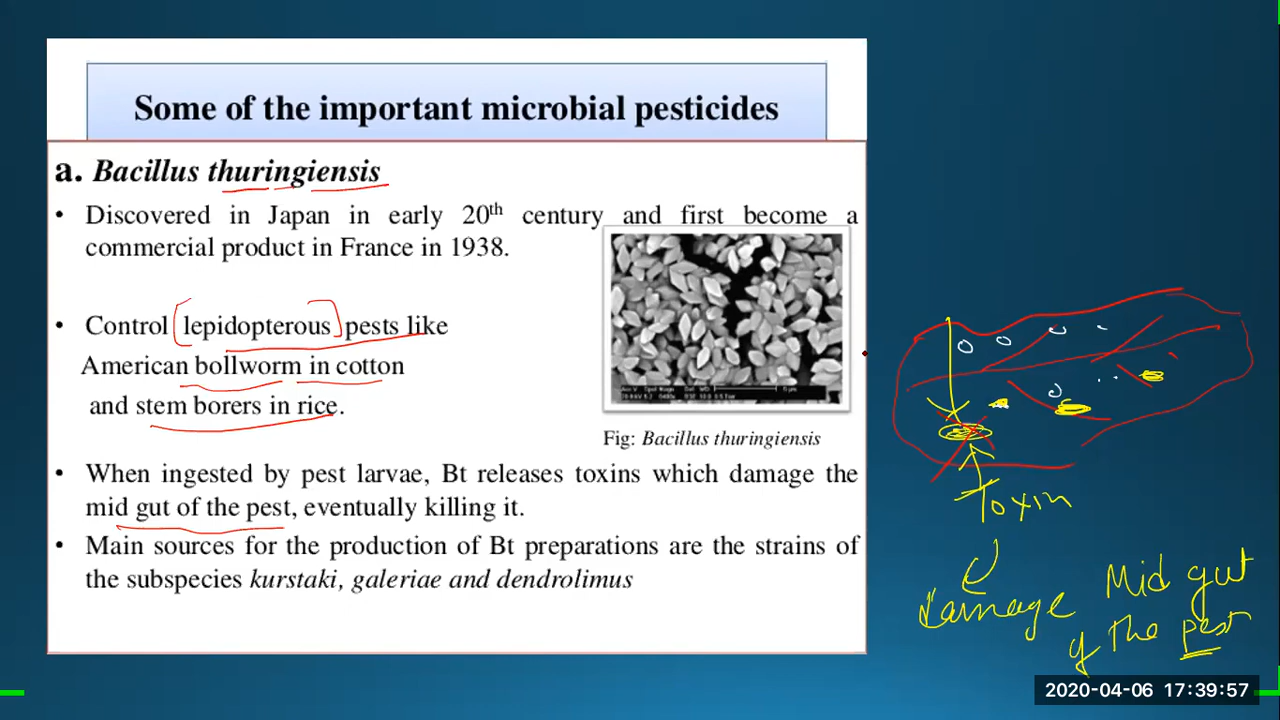 Some of the important microbial pesticides
a. Bacillus thuringiensis
• Discovered in Japan in early 20th century and first become a
commercial product in France in 1938.
• Control lepidopterous pests like
American bollworm in cotton
and stem borers in rice.
Fig: Bacillus thuringiensis
• When ingested by pest larvae, Bt releases toxins which damage the
mid gut of the pest, eventually killing it.
• Main sources for the production of Bt preparations are the strains of
the subspecies kurstaki, galeriae and dendrolimus
Toxin
Damage Mid gut
of the pest
2020-04-06 17:39:57